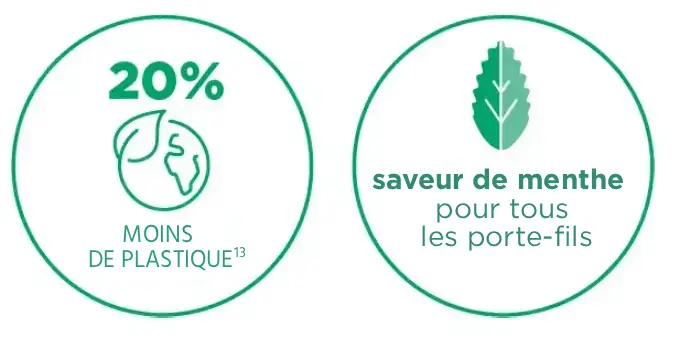 20%
MOINS
DE PLASTIQUE¹³
saveur de menthe
pour tous
les porte-fils